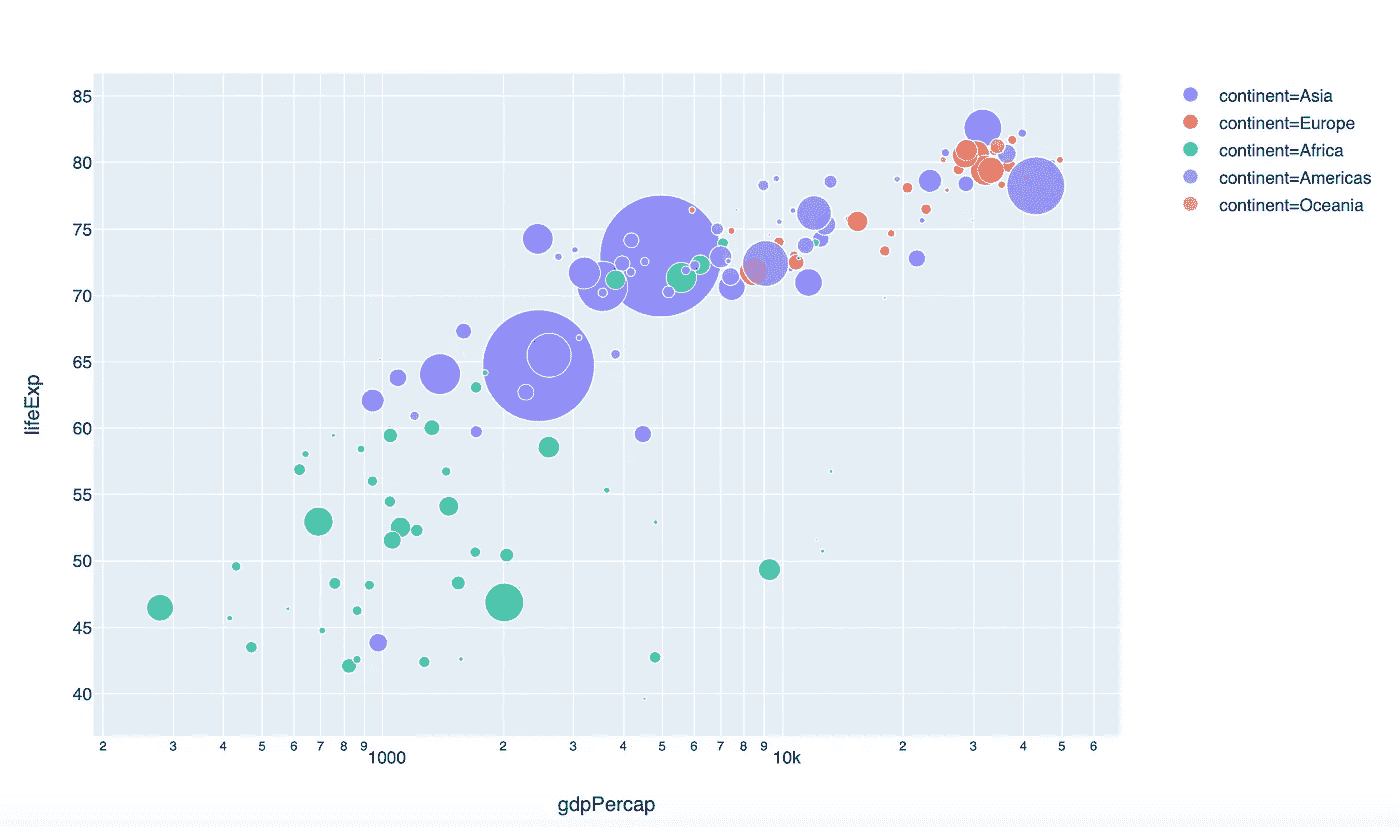 continent=Asia
continent=Europe
continent=Africa
continent=Americas
continent=Oceania
lifeExp
85
80
75
70
65
60
55
50
45
40
2 3 4 5 6 7 8 9 1000 2 3 4 5 6 7 8 9 10k 2 3 4 5 6
gdpPercap